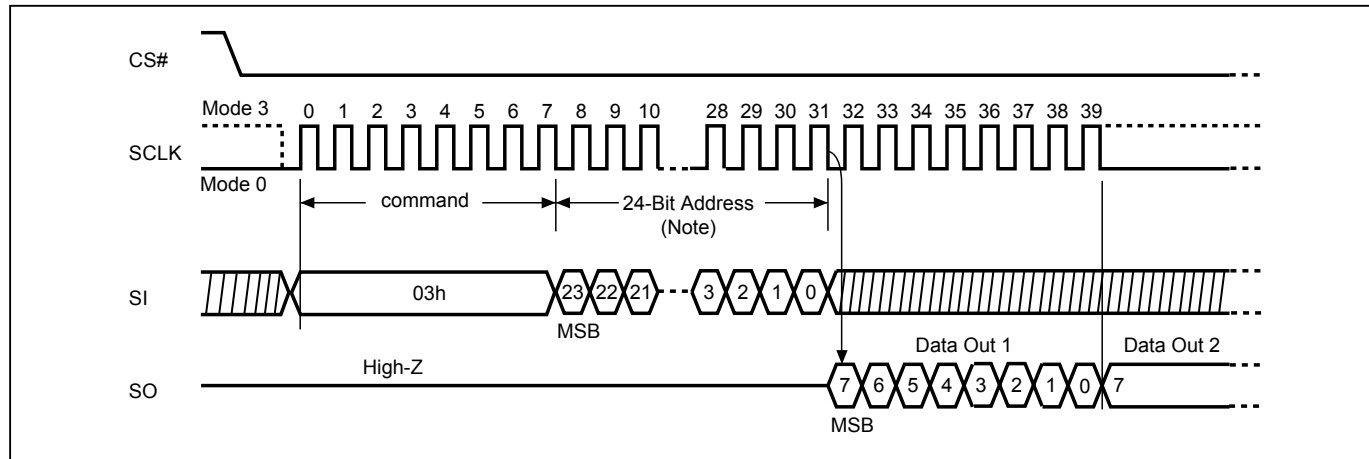 CS#
Mode 3
0 1 2 3 4 5 6 7 8 9 10 28 29 30 31 32 33 34 35 36 37 38 39
SCLK
Mode 0
command
24-Bit Address
(Note)
SI
03h
23 22 21 3 2 1 0
MSB
Data Out 1
Data Out 2
High-Z
SO
7 6 5 4 3 2 1 0 7
MSB